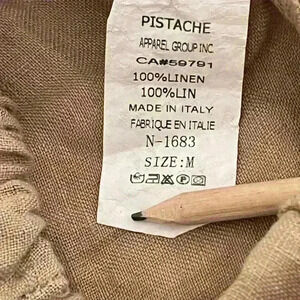 PISTACHE
APPAREL GROUP INC.
CA#59791
100%LINEN
100%LIN
MADE IN ITALY
FABRIQUE EN ITALIE
N-1683
SIZE:M